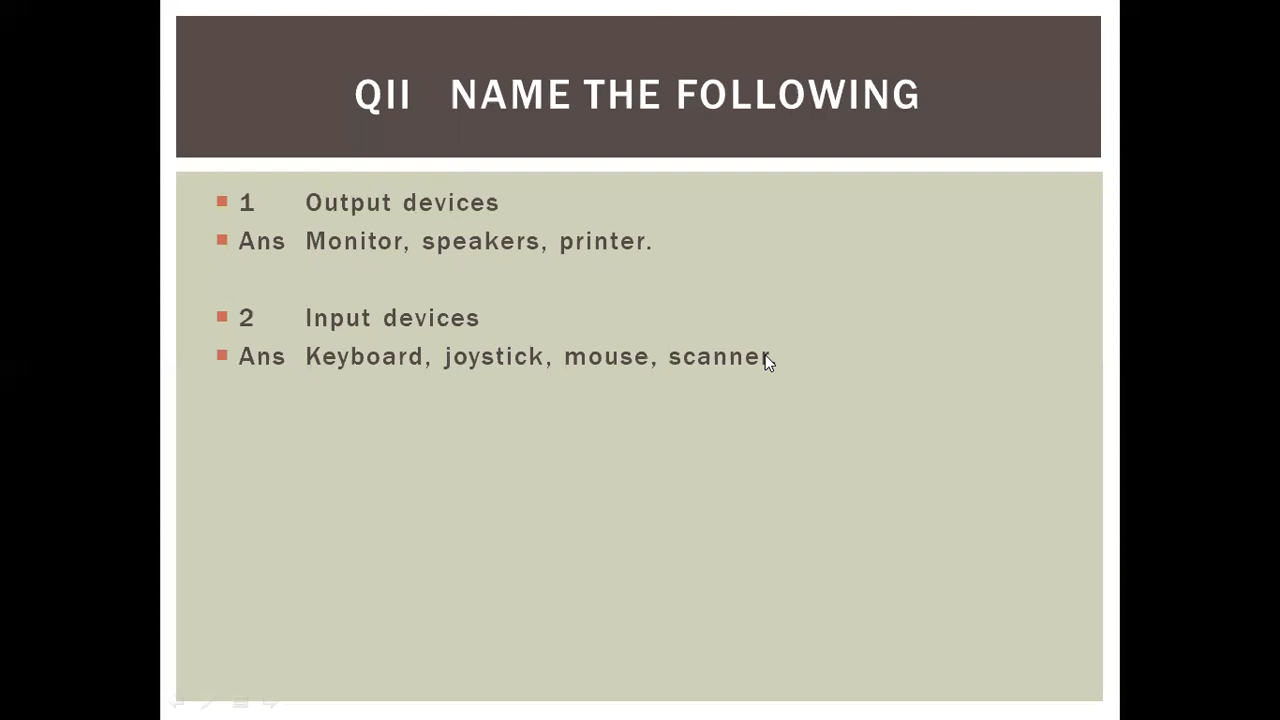 QII NAME THE FOLLOWING
1 Output devices
Ans Monitor, speakers, printer.
2 Input devices
Ans Keyboard, joystick, mouse, scanner